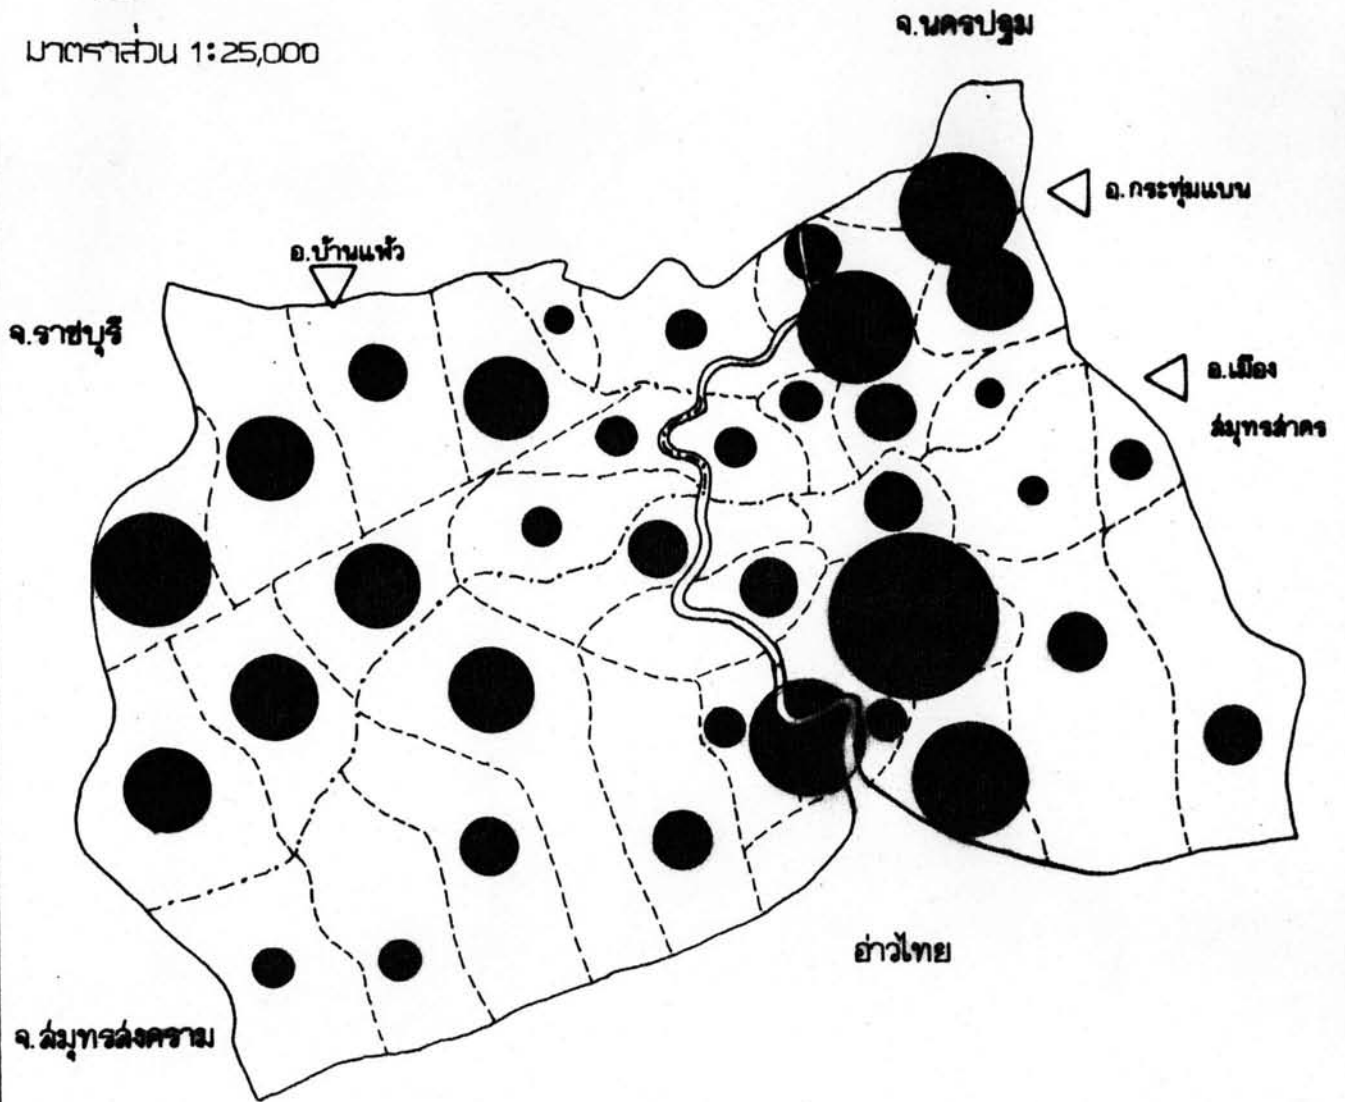 มาตราส่วน 1:25,000
จ.นครปฐม
อ.กระทุ่มแบน
อ.บ้านแพ้ว
จ.ราชบุรี
อ.เมือง
สมุทรสาคร
อ่าวไทย
จ.สมุทรสงคราม